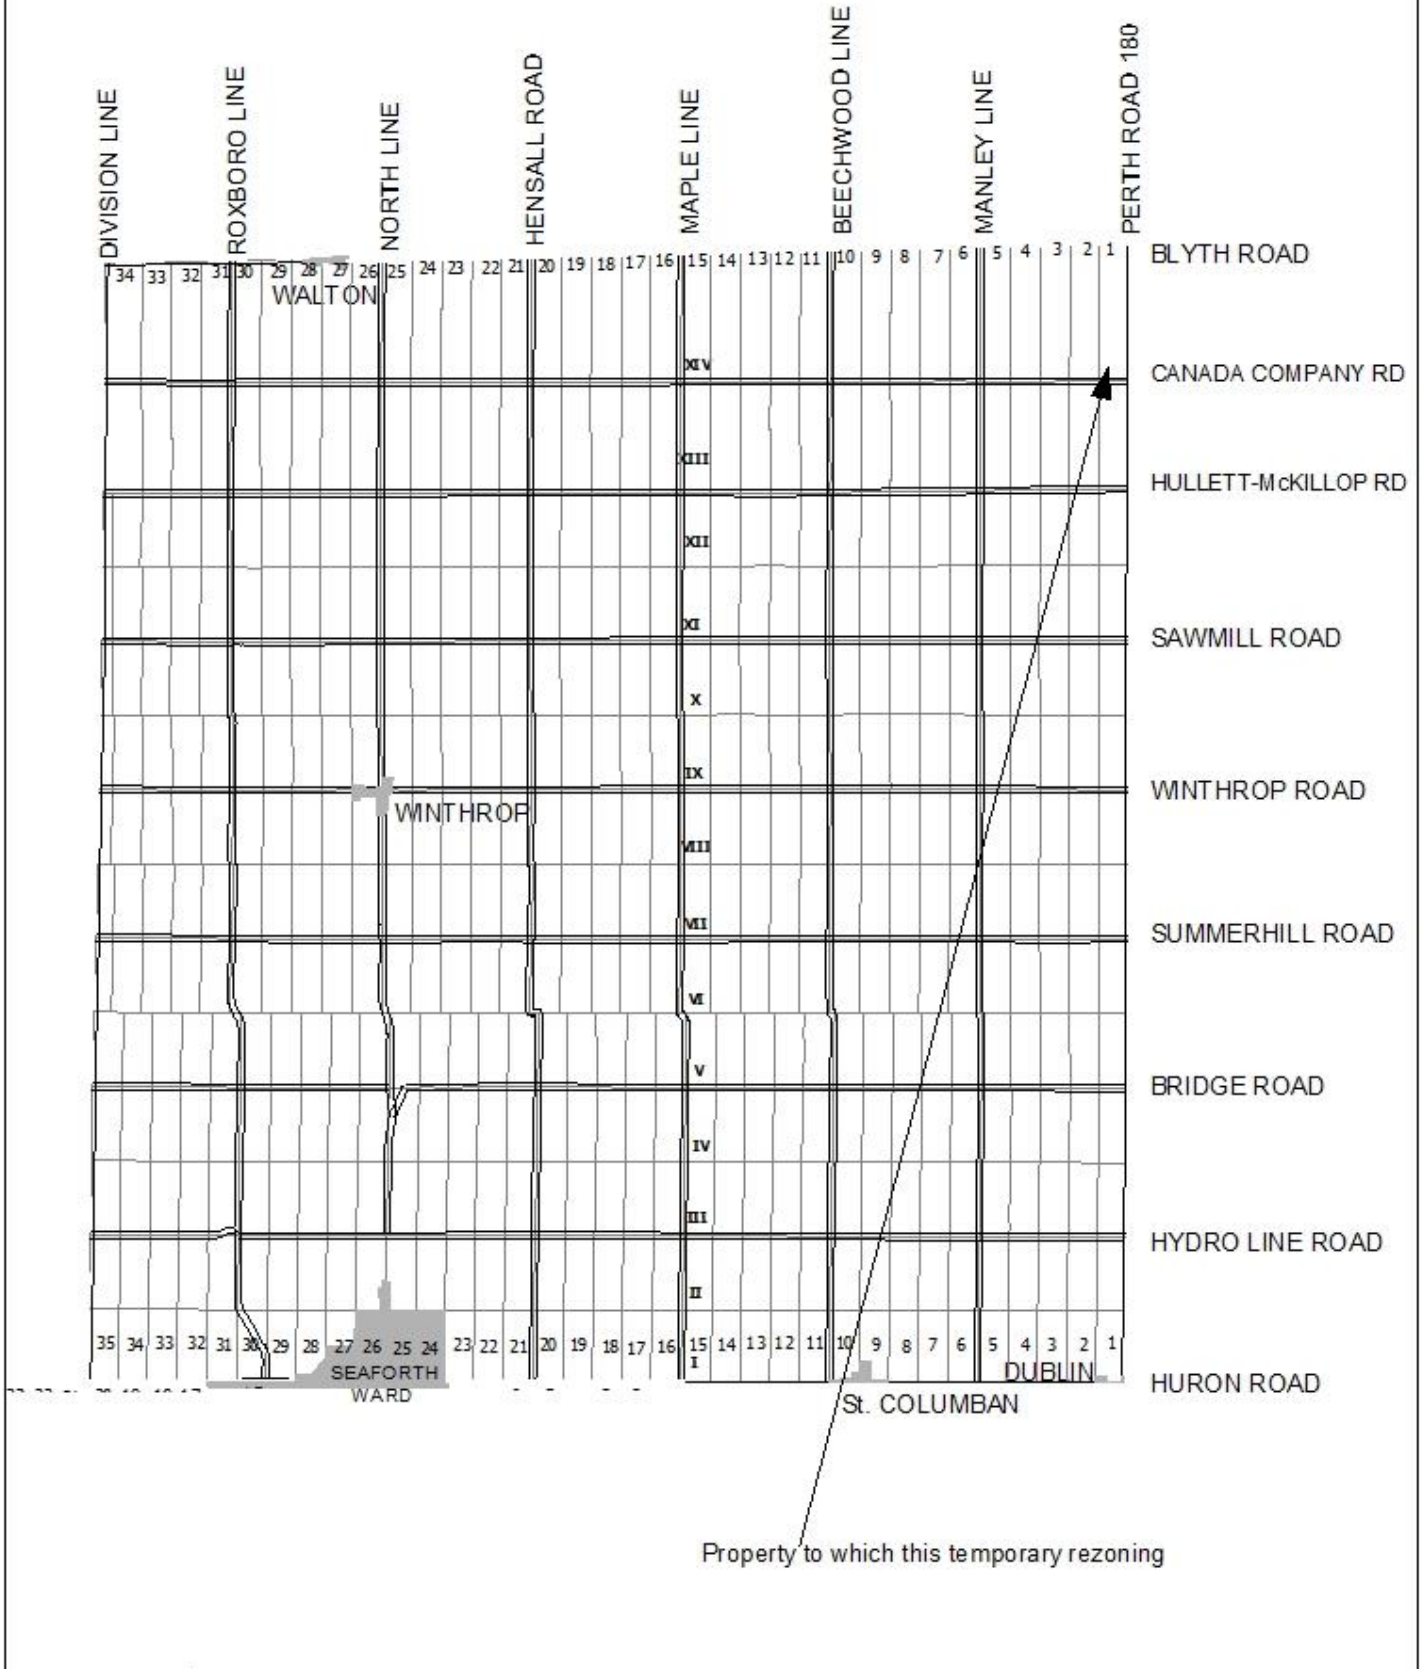 DIVISION LINE
ROXBORO LINE
NORTH LINE
HENSALL ROAD
MAPLE LINE
BEECHWOOD LINE
MANLEY LINE
PERTH ROAD 180
BLYTH ROAD
34 33 32 31 30 29 28 27 26 25 24 23 22 21 20 19 18 17 16 15 14 13 12 11 10 9 8 7 6 5 4 3 2 1
WALTON
XIV
CANADA COMPANY RD
XIII
HULLETT-McKILLOP RD
XII
XI
SAWMILL ROAD
X
IX
WINTHROP ROAD
WINTHROP
VIII
VII
SUMMERHILL ROAD
VI
V
BRIDGE ROAD
IV
III
HYDRO LINE ROAD
II
35 34 33 32 31 30 29 28 27 26 25 24 23 22 21 20 19 18 17 16 15 14 13 12 11 10 9 8 7 6 5 4 3 2 1
I
SEAFORTH
WARD
DUBLIN
HURON ROAD
St. COLUMBAN
Property to which this temporary rezoning